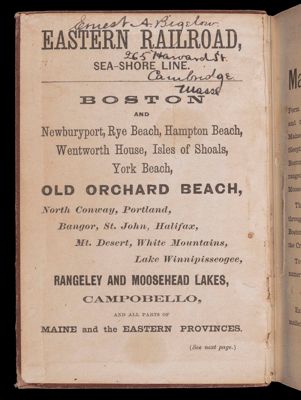 Ernest A. Bigelow.
EASTERN RAILROAD,
265 Harvard St.
SEA-SHORE LINE.
Cambridge
Mass
BOSTON
AND
Newburyport, Rye Beach, Hampton Beach,
Wentworth House, Isles of Shoals,
York Beach,
OLD ORCHARD BEACH,
North Conway, Portland,
Bangor, St. John, Halifax,
Mt. Desert, White Mountains,
Lake Winnipisseogee,
RANGELEY AND MOOSEHEAD LAKES,
CAMPOBELLO,
AND ALL PARTS OF
MAINE and the EASTERN PROVINCES.
(See next page.)